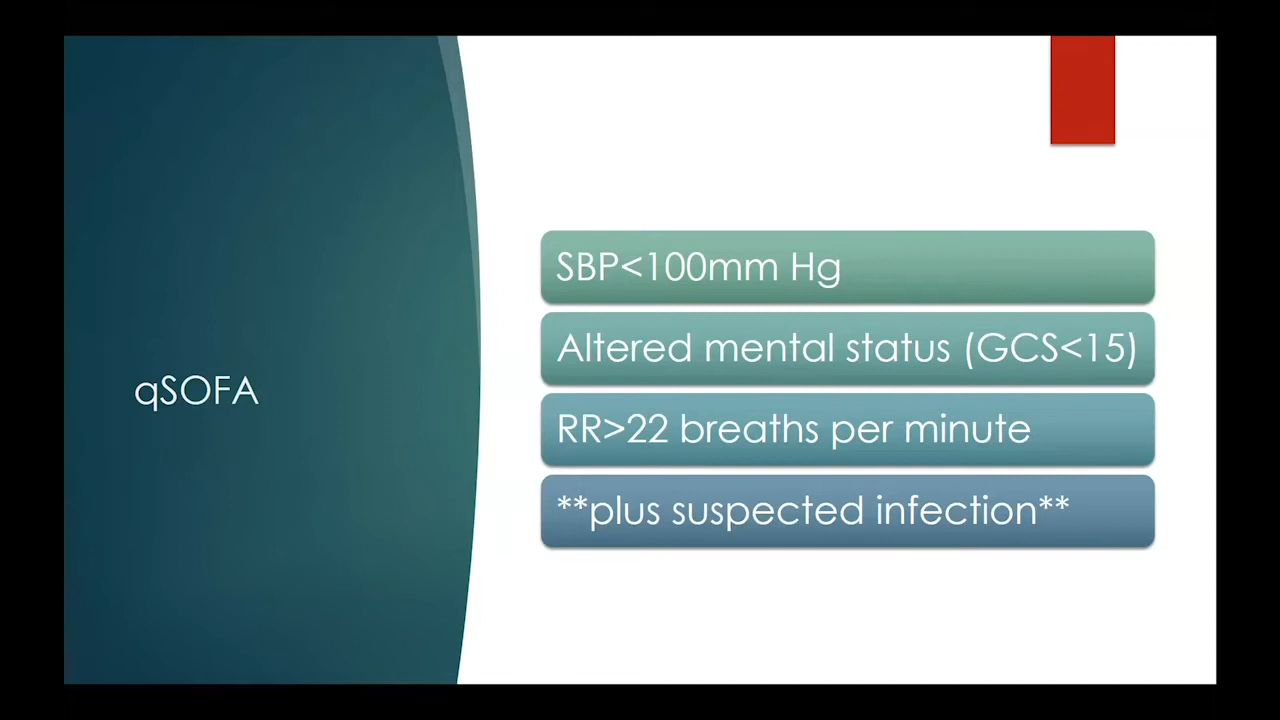 qSOFA
SBP<100mm Hg
Altered mental status (GCS<15)
RR>22 breaths per minute
**plus suspected infection**